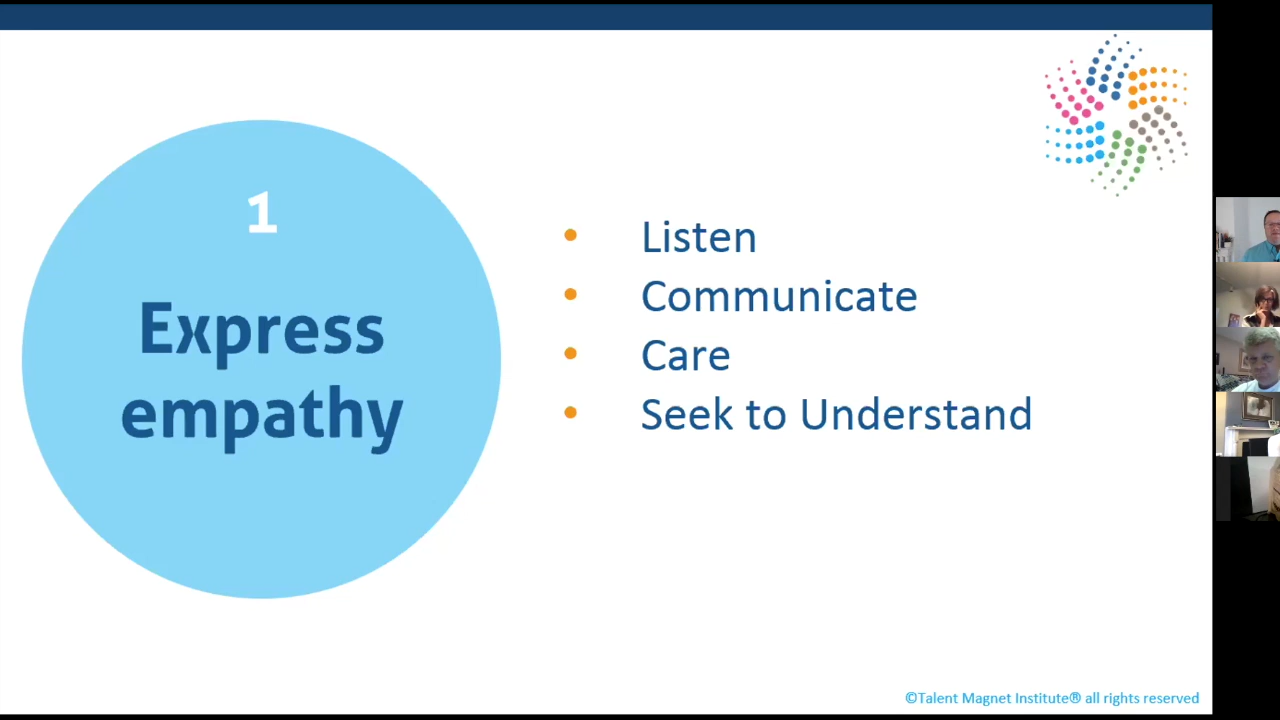 1
Express
empathy
• Listen
• Communicate
• Care
• Seek to Understand
©Talent Magnet Institute® all rights reserved